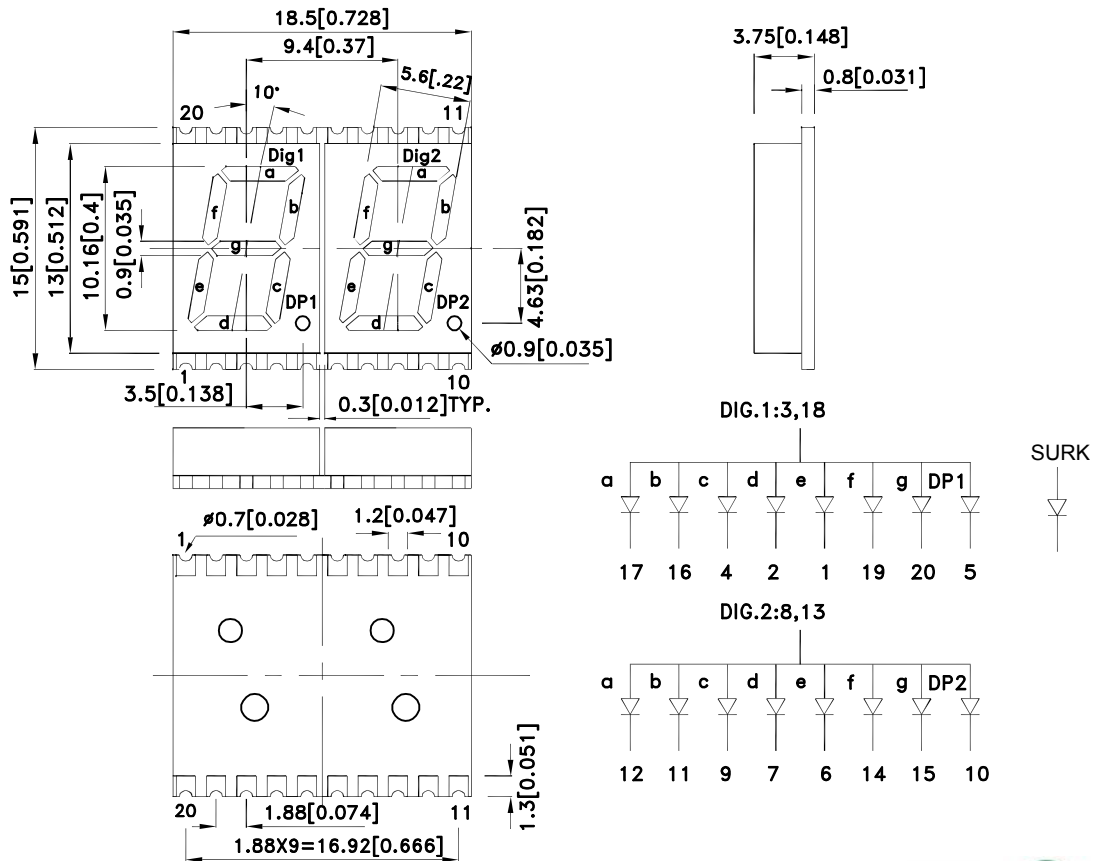 18.5[0.728]
9.4[0.37]
5.6[.22]
10°
20
11
Dig1
Dig2
a
b
c
d
e
f
g
DP1
a
b
c
d
e
f
g
DP2
15[0.591]
13[0.512]
10.16[0.4]
0.9[0.035]
4.63[0.182]
ø0.9[0.035]
1
10
3.5[0.138]
0.3[0.012]TYP.
3.75[0.148]
0.8[0.031]
ø0.7[0.028]
1.2[0.047]
1
10
20
11
1.88[0.074]
1.88X9=16.92[0.666]
1.3[0.051]
DIG.1:3,18
a b c d e f g DP1
17 16 4 2 1 19 20 5
SURK
DIG.2:8,13
a b c d e f g DP2
12 11 9 7 6 14 15 10